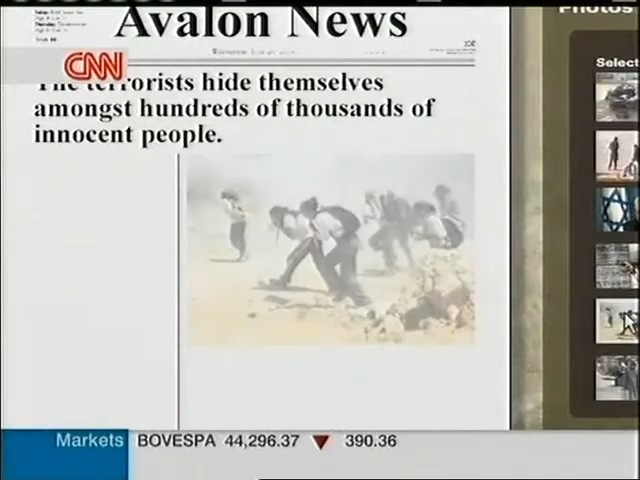 Avalon News
Photos
CNN
Select
terrorists hide themselves
amongst hundreds of thousands of
innocent people.
Markets BOVESPA 44,296.37 ▼ 390.36